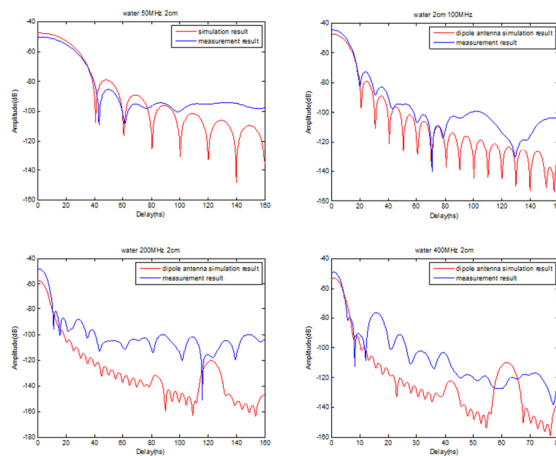 water 50MHz 2cm
simulation result
measurement result
Amplitude(dB)
-40
-60
-80
-100
-120
-140
-160
0 20 40 60 80 100 120 140 160
Delay(ns)
water 2cm 100MHz
dipole antenna simulation result
measurement result
Amplitude(dB)
-40
-60
-80
-100
-120
-140
-160
0 20 40 60 80 100 120 140
Delay(ns)
water 200MHz 2cm
dipole antenna simulation result
measurement result
Amplitude(dB)
-40
-60
-80
-100
-120
-140
-160
-180
0 20 40 60 80 100 120 140 160
Delay(ns)
water 400MHz 2cm
dipole antenna simulation result
measurement result
Amplitude(dB)
-40
-60
-80
-100
-120
-140
-160
0 10 20 30 40 50 60 70
Delay(ns)